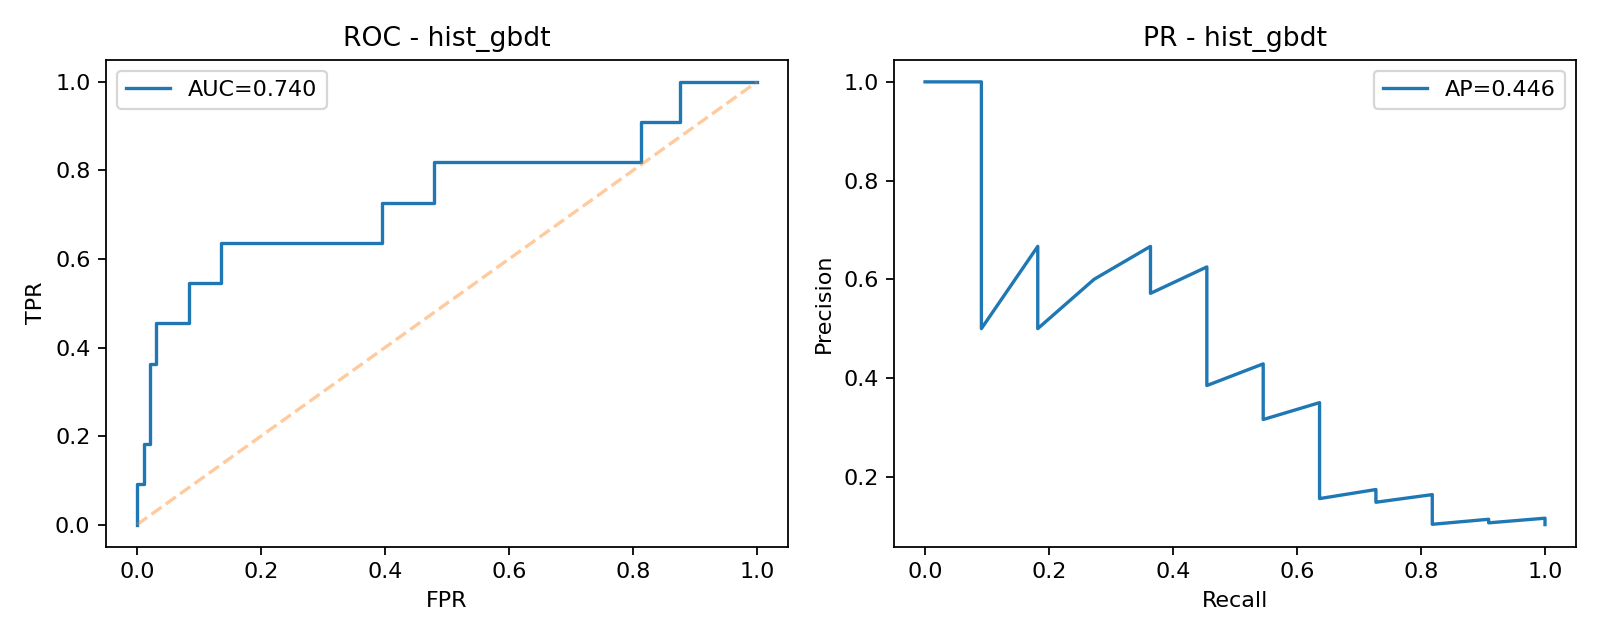 ROC - hist_gbdt
AUC=0.740
1.0
0.8
0.6
0.4
0.2
0.0
TPR
0.0 0.2 0.4 0.6 0.8 1.0
FPR
PR - hist_gbdt
AP=0.446
1.0
0.8
0.6
0.4
0.2
Precision
0.0 0.2 0.4 0.6 0.8 1.0
Recall